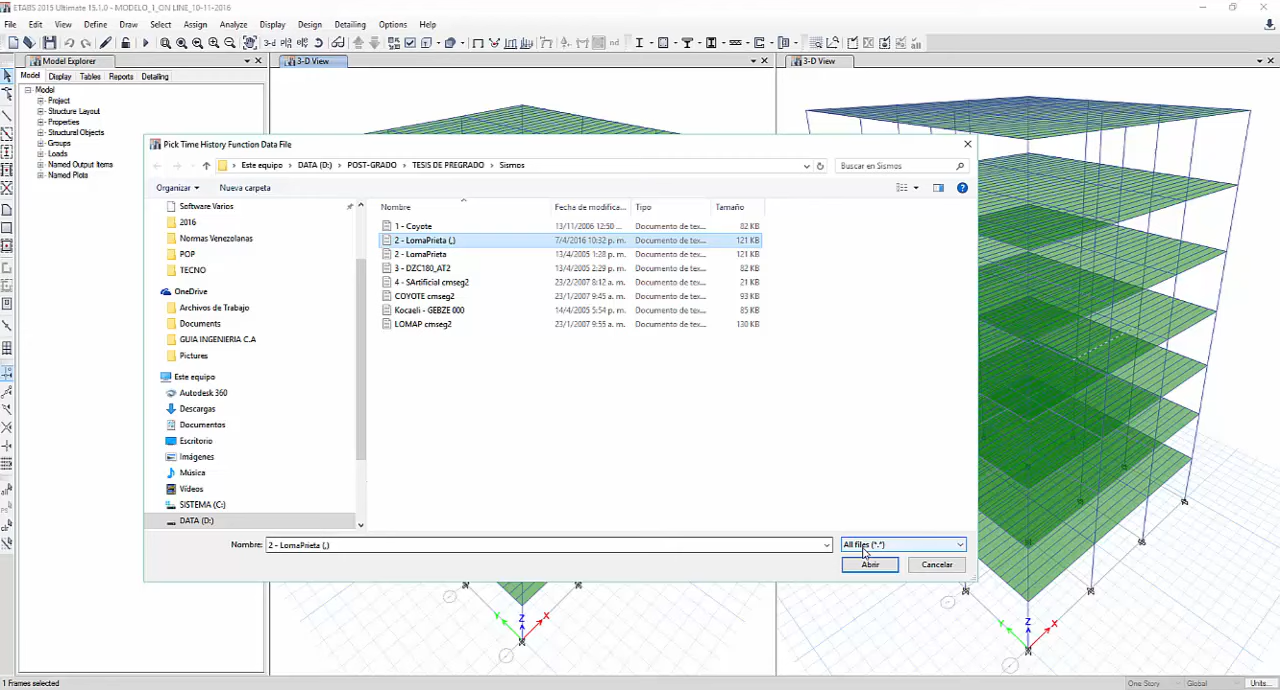 ETABS 2015 Ultimate 15.1.0 - MODELO_1_ON LINE_10-11-2016
File Edit View Define Draw Select Assign Analyze Display Design Detailing Options Help
3-d
nd
all
Model Explorer
3-D View
3-D View
Model Display Tables Reports Detailing
Model
Project
Structure Layout
Properties
Structural Objects
Groups
Loads
Named Output Items
Named Plots
Pick Time History Function Data File
Este equipo > DATA (D:) > POST-GRADO > TESIS DE PREGRADO > Sismos
Buscar en Sismos
Organizar
Nueva carpeta
Software Varios
2016
Normas Venezolanas
POP
TECNO
OneDrive
Archivos de Trabajo
Documents
GUIA INGENIERIA C.A
Pictures
Este equipo
Autodesk 360
Descargas
Documentos
Escritorio
Imágenes
Música
Vídeos
SISTEMA (C:)
DATA (D:)
Nombre Fecha de modifica... Tipo Tamaño
1 - Coyote 13/11/2006 12:50 ... Documento de tex... 82 KB
2 - LomaPrieta (,) 7/4/2016 10:32 p. m. Documento de tex... 121 KB
2 - LomaPrieta 13/4/2005 1:28 p. m. Documento de tex... 121 KB
3 - DZC180_AT2 13/4/2005 2:29 p. m. Documento de tex... 82 KB
4 - SArtificial cmseg2 23/2/2007 8:12 a. m. Documento de tex... 21 KB
COYOTE cmseg2 23/1/2007 9:45 a. m. Documento de tex... 93 KB
Kocaeli - GEBZE 000 14/4/2005 5:54 p. m. Documento de tex... 85 KB
LOMAP cmseg2 23/1/2007 9:55 a. m. Documento de tex... 130 KB
Nombre: 2 - LomaPrieta (,)
All files (*.*)
Abrir
Cancelar
Y Z X
Y Z X
1 Frames selected
One Story
Global
Units...